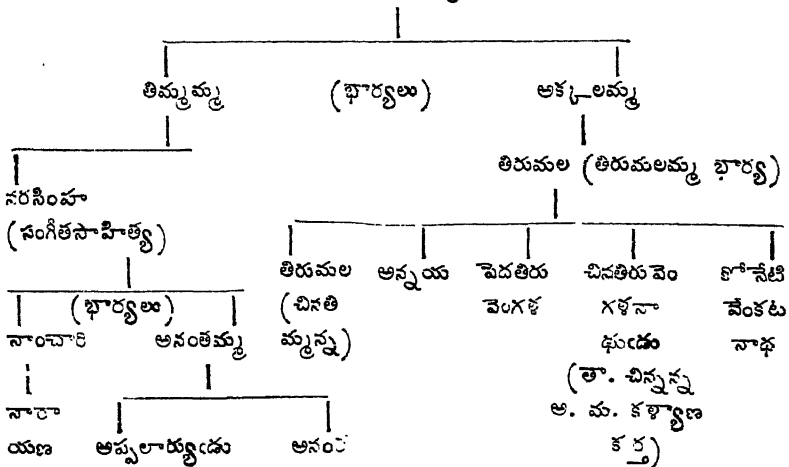 తిమ్మమ్మ (భార్యలు) అక్కలమ్మ
తిరుమల (తిరుమలమ్మ భార్య)
నరసింహ
(సంగీతసాహిత్య)
తిరుమల అన్నయ పెదతిరు చినతిరువెం కోనేటి
(భార్యలు) (చినతి వెంగళ గళనా వేంకట
నాంచారి అనంతమ్మ మ్మన్న) థుఁడు నాథ
(తా. చిన్నన్న
నారా అ. మ. కళ్యాణ
యణ అప్పలార్యుఁడు కర్త)